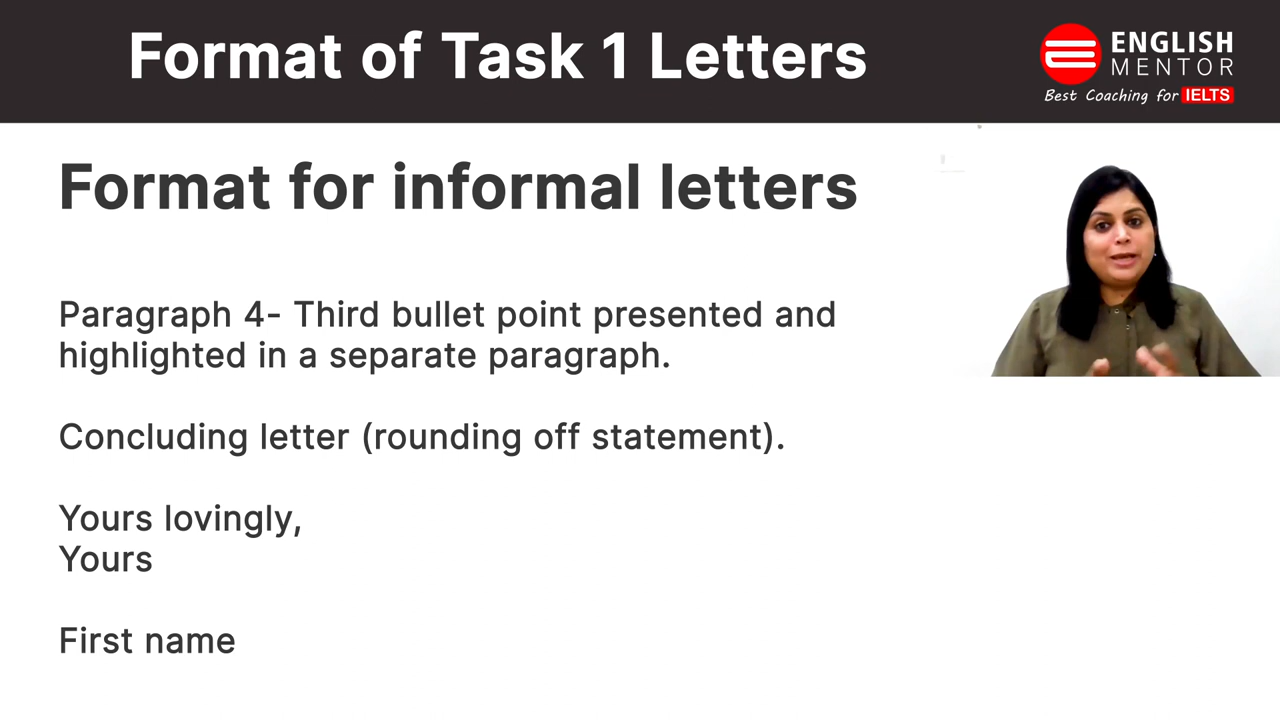 Format of Task 1 Letters
ENGLISH
MENTOR
Best Coaching for IELTS
Format for informal letters
Paragraph 4- Third bullet point presented and
highlighted in a separate paragraph.
Concluding letter (rounding off statement).
Yours lovingly,
Yours
First name